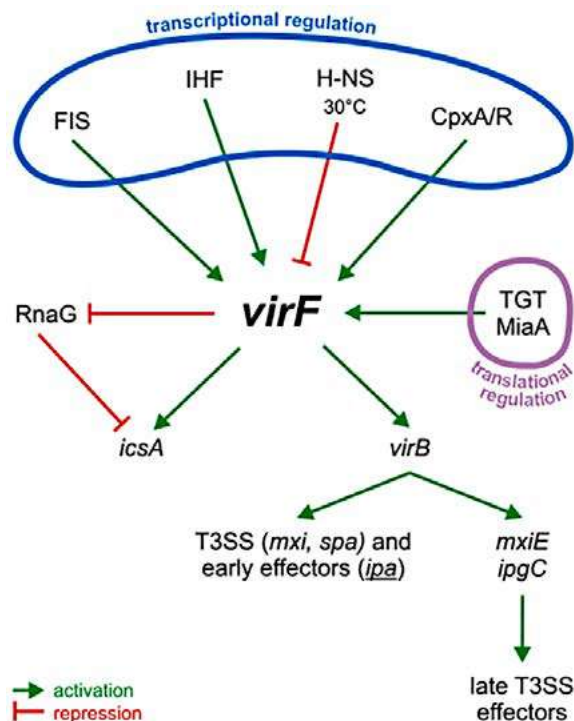 transcriptional regulation
IHF
H-NS
30°C
FIS
CpxA/R
RnaG
virF
TGT
MiaA
translational
regulation
icsA
virB
T3SS (mxi, spa) and
early effectors (ipa)
mxiE
ipgC
late T3SS
effectors
activation
repression